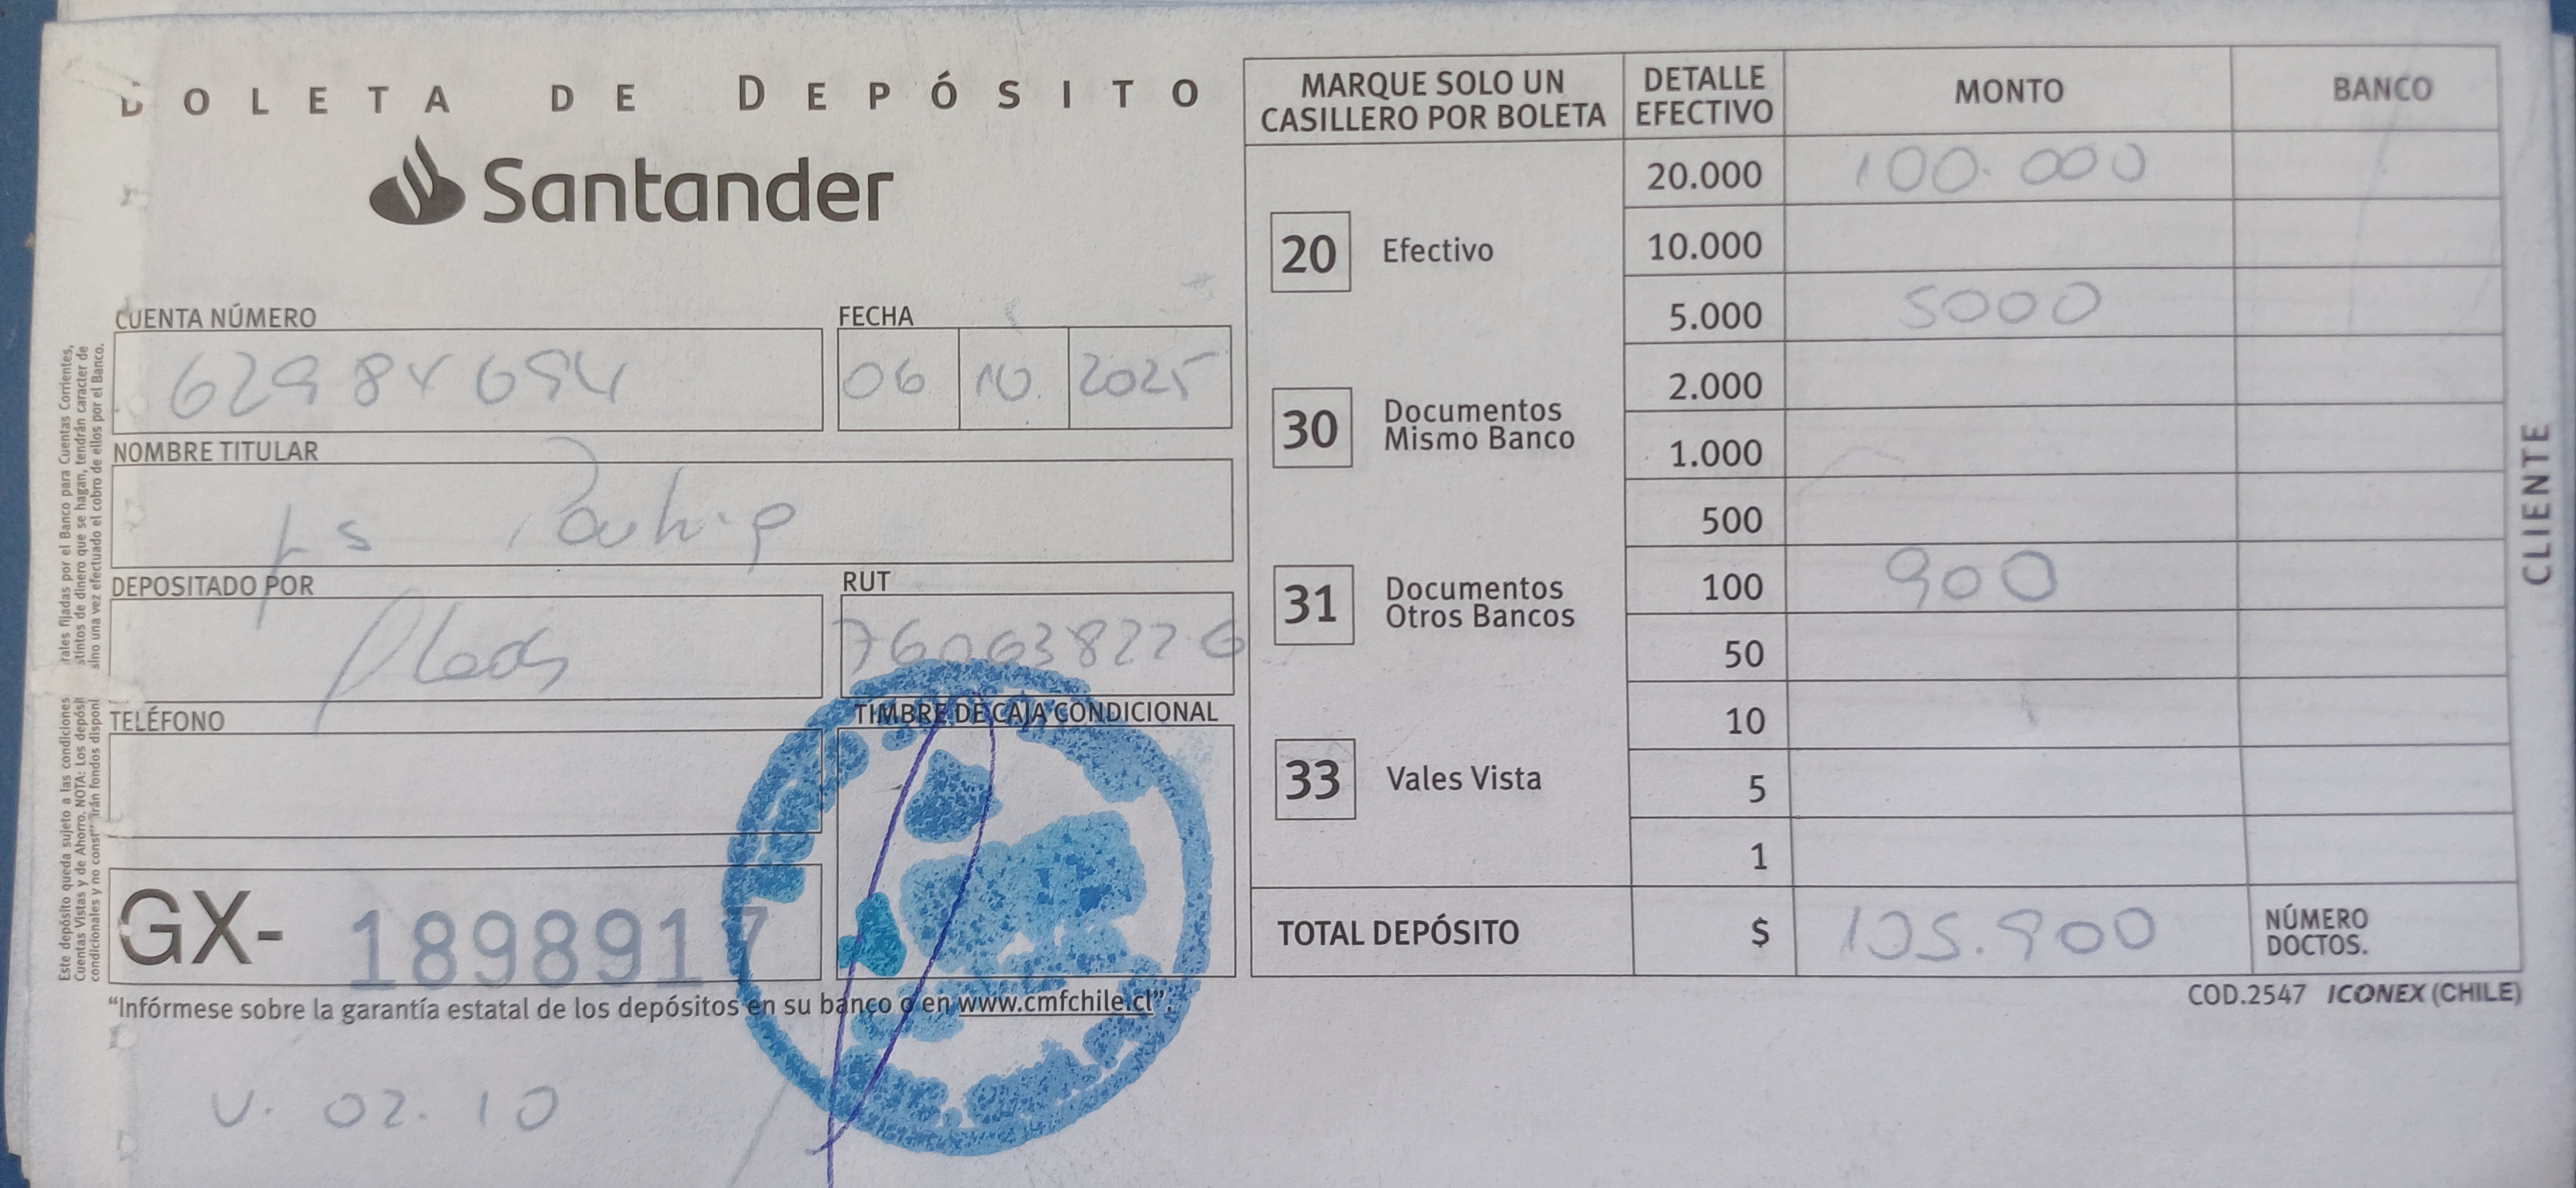 BOLETA DE DEPÓSITO
Santander
CUENTA NÚMERO
62984694
FECHA
06 10. 2025
NOMBRE TITULAR
DEPOSITADO POR
RUT
760638226
TELÉFONO
TIMBRE DE CAJA CONDICIONAL
GX- 1898917
"Infórmese sobre la garantía estatal de los depósitos en su banco o en www.cmfchile.cl".
V. 02.10
MARQUE SOLO UN CASILLERO POR BOLETA
20 Efectivo
30 Documentos Mismo Banco
31 Documentos Otros Bancos
33 Vales Vista
DETALLE EFECTIVO MONTO BANCO
20.000 100.000
10.000
5.000 5000
2.000
1.000
500
100 900
50
10
5
1
TOTAL DEPÓSITO $ 105.900 NÚMERO DOCTOS.
COD.2547 ICONEX (CHILE)
CLIENTE